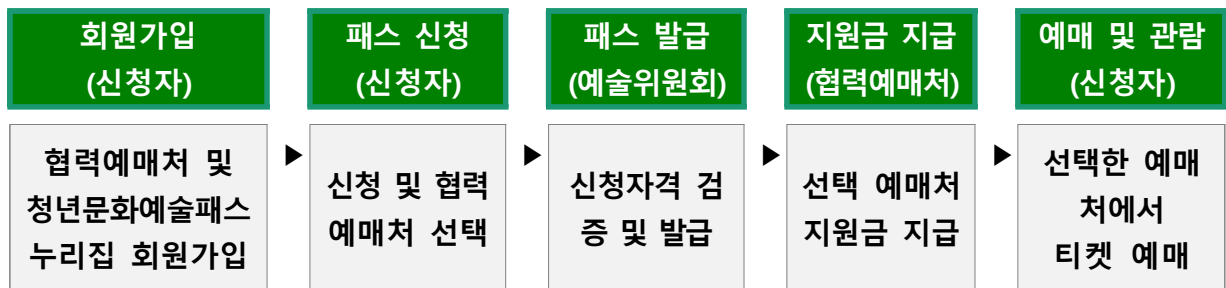 회원가입
(신청자)
패스 신청
(신청자)
패스 발급
(예술위원회)
지원금 지급
(협력예매처)
예매 및 관람
(신청자)
협력예매처 및
청년문화예술패스
누리집 회원가입
▶
신청 및 협력
예매처 선택
▶
신청자격 검
증 및 발급
▶
선택 예매처
지원금 지급
▶
선택한 예매
처에서
티켓 예매